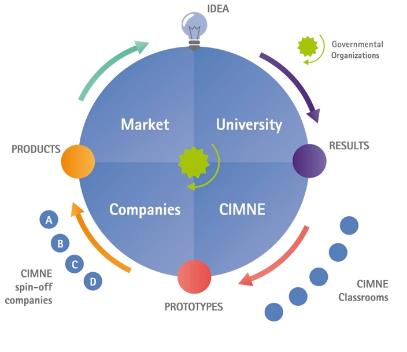 IDEA
Governmental
Organizations
Market
University
PRODUCTS
RESULTS
Companies
CIMNE
A
B
C
D
CIMNE
spin-off
companies
CIMNE
Classrooms
PROTOTYPES